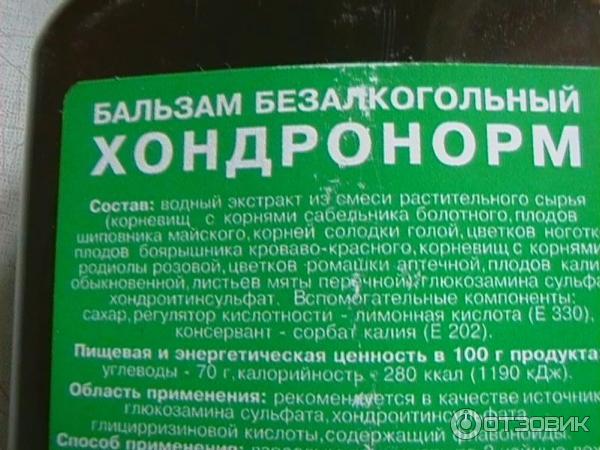 БАЛЬЗАМ БЕЗАЛКОГОЛЬНЫЙ
ХОНДРОНОРМ
Состав: водный экстракт из смеси растительного сырья
(корневищ с корнями сабельника болотного, плодов
шиповника майского, корней солодки голой, цветков ноготк
плодов боярышника кроваво-красного, корневищ с корнями
родиолы розовой, цветков ромашки аптечной, плодов кали
обыкновенной, листьев мяты перечной), глюкозамина сульфа
хондроитинсульфат. Вспомогательные компоненты:
сахар, регулятор кислотности - лимонная кислота (Е 330),
консервант - сорбат калия (Е 202).
Пищевая и энергетическая ценность в 100 г продукта:
углеводы - 70 г, калорийность - 280 ккал (1190 кДж).
Область применения: рекомендуется в качестве источник
глюкозамина сульфата, хондроитинсульфата,
глицирризиновой кислоты, содержащий флавоноиды.
Способ применения:
ОТЗОВИК